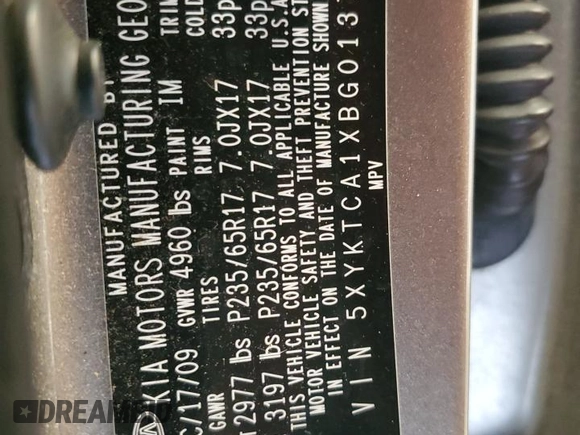 MANUFACTURED BY
KIA MOTORS MANUFACTURING GEO
C/17/09 GVWR 4960 lbs PAINT IM TRIM
GAWR TIRES RIMS COLD
T 2977 lbs P235/65R17 7.0JX17 33p
3197 lbs P235/65R17 7.0JX17 33p
THIS VEHICLE CONFORMS TO ALL APPLICABLE U.S.A
MOTOR VEHICLE SAFETY AND THEFT PREVENTION ST
IN EFFECT ON THE DATE OF MANUFACTURE SHOWN
VIN 5XYKTCA1XBG013
MPV